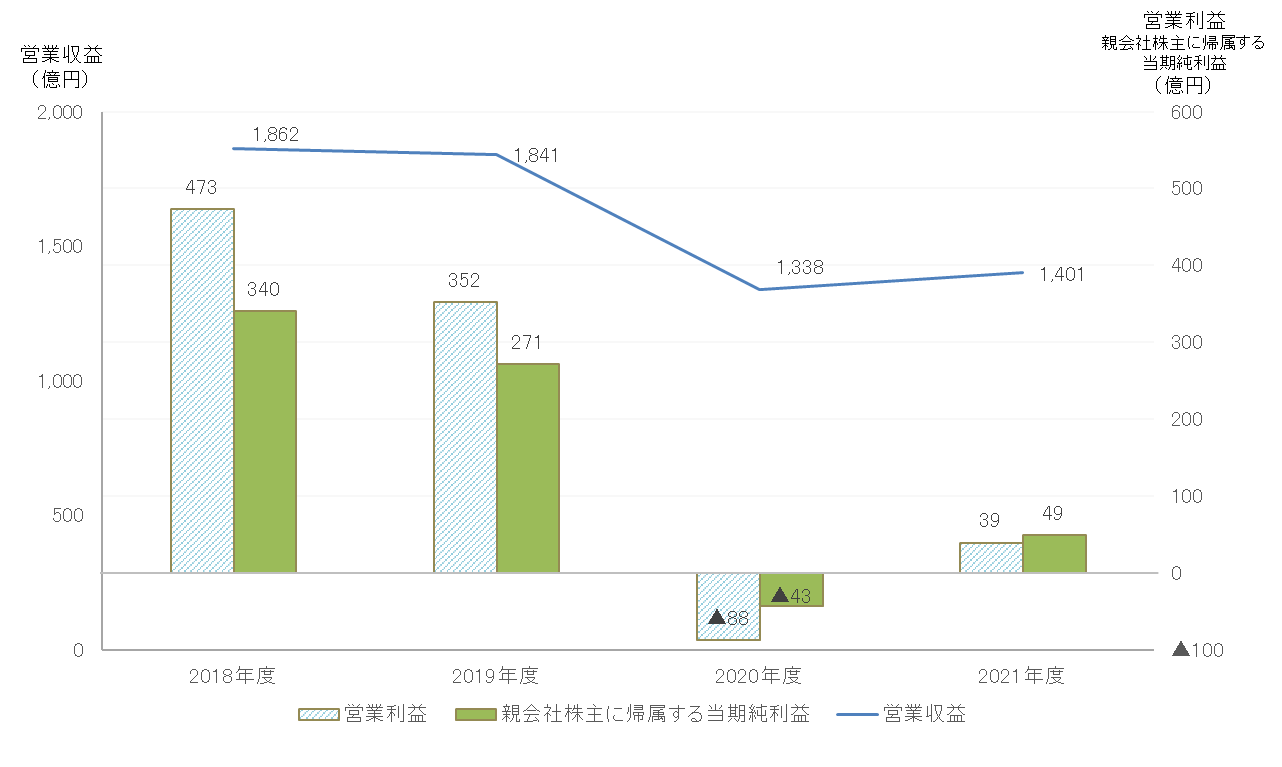 営業収益
（億円）
営業利益
親会社株主に帰属する
当期純利益
（億円）
2,000
1,500
1,000
500
0
600
500
400
300
200
100
0
▲100
1,862
1,841
1,338
1,401
473
340
352
271
▲88
▲43
39
49
2018年度
2019年度
2020年度
2021年度
営業利益
親会社株主に帰属する当期純利益
営業収益